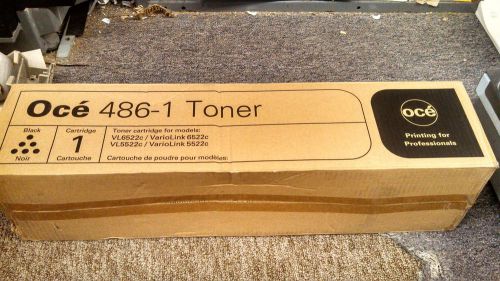 Océ 486-1 Toner
Black
Noir
Cartridge
1
Cartouche
Toner cartridge for models:
VL6522c / VarioLink 6522c
VL5522c / VarioLink 5522c
Cartouche de poudre pour modèles:
océ
Printing for
Professionals